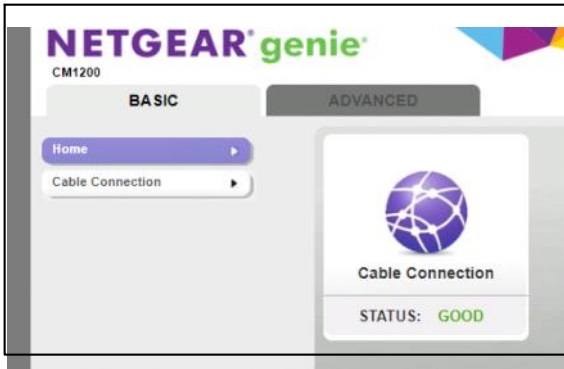 NETGEAR genie
CM1200
BASIC ADVANCED
Home
Cable Connection
Cable Connection
STATUS: GOOD